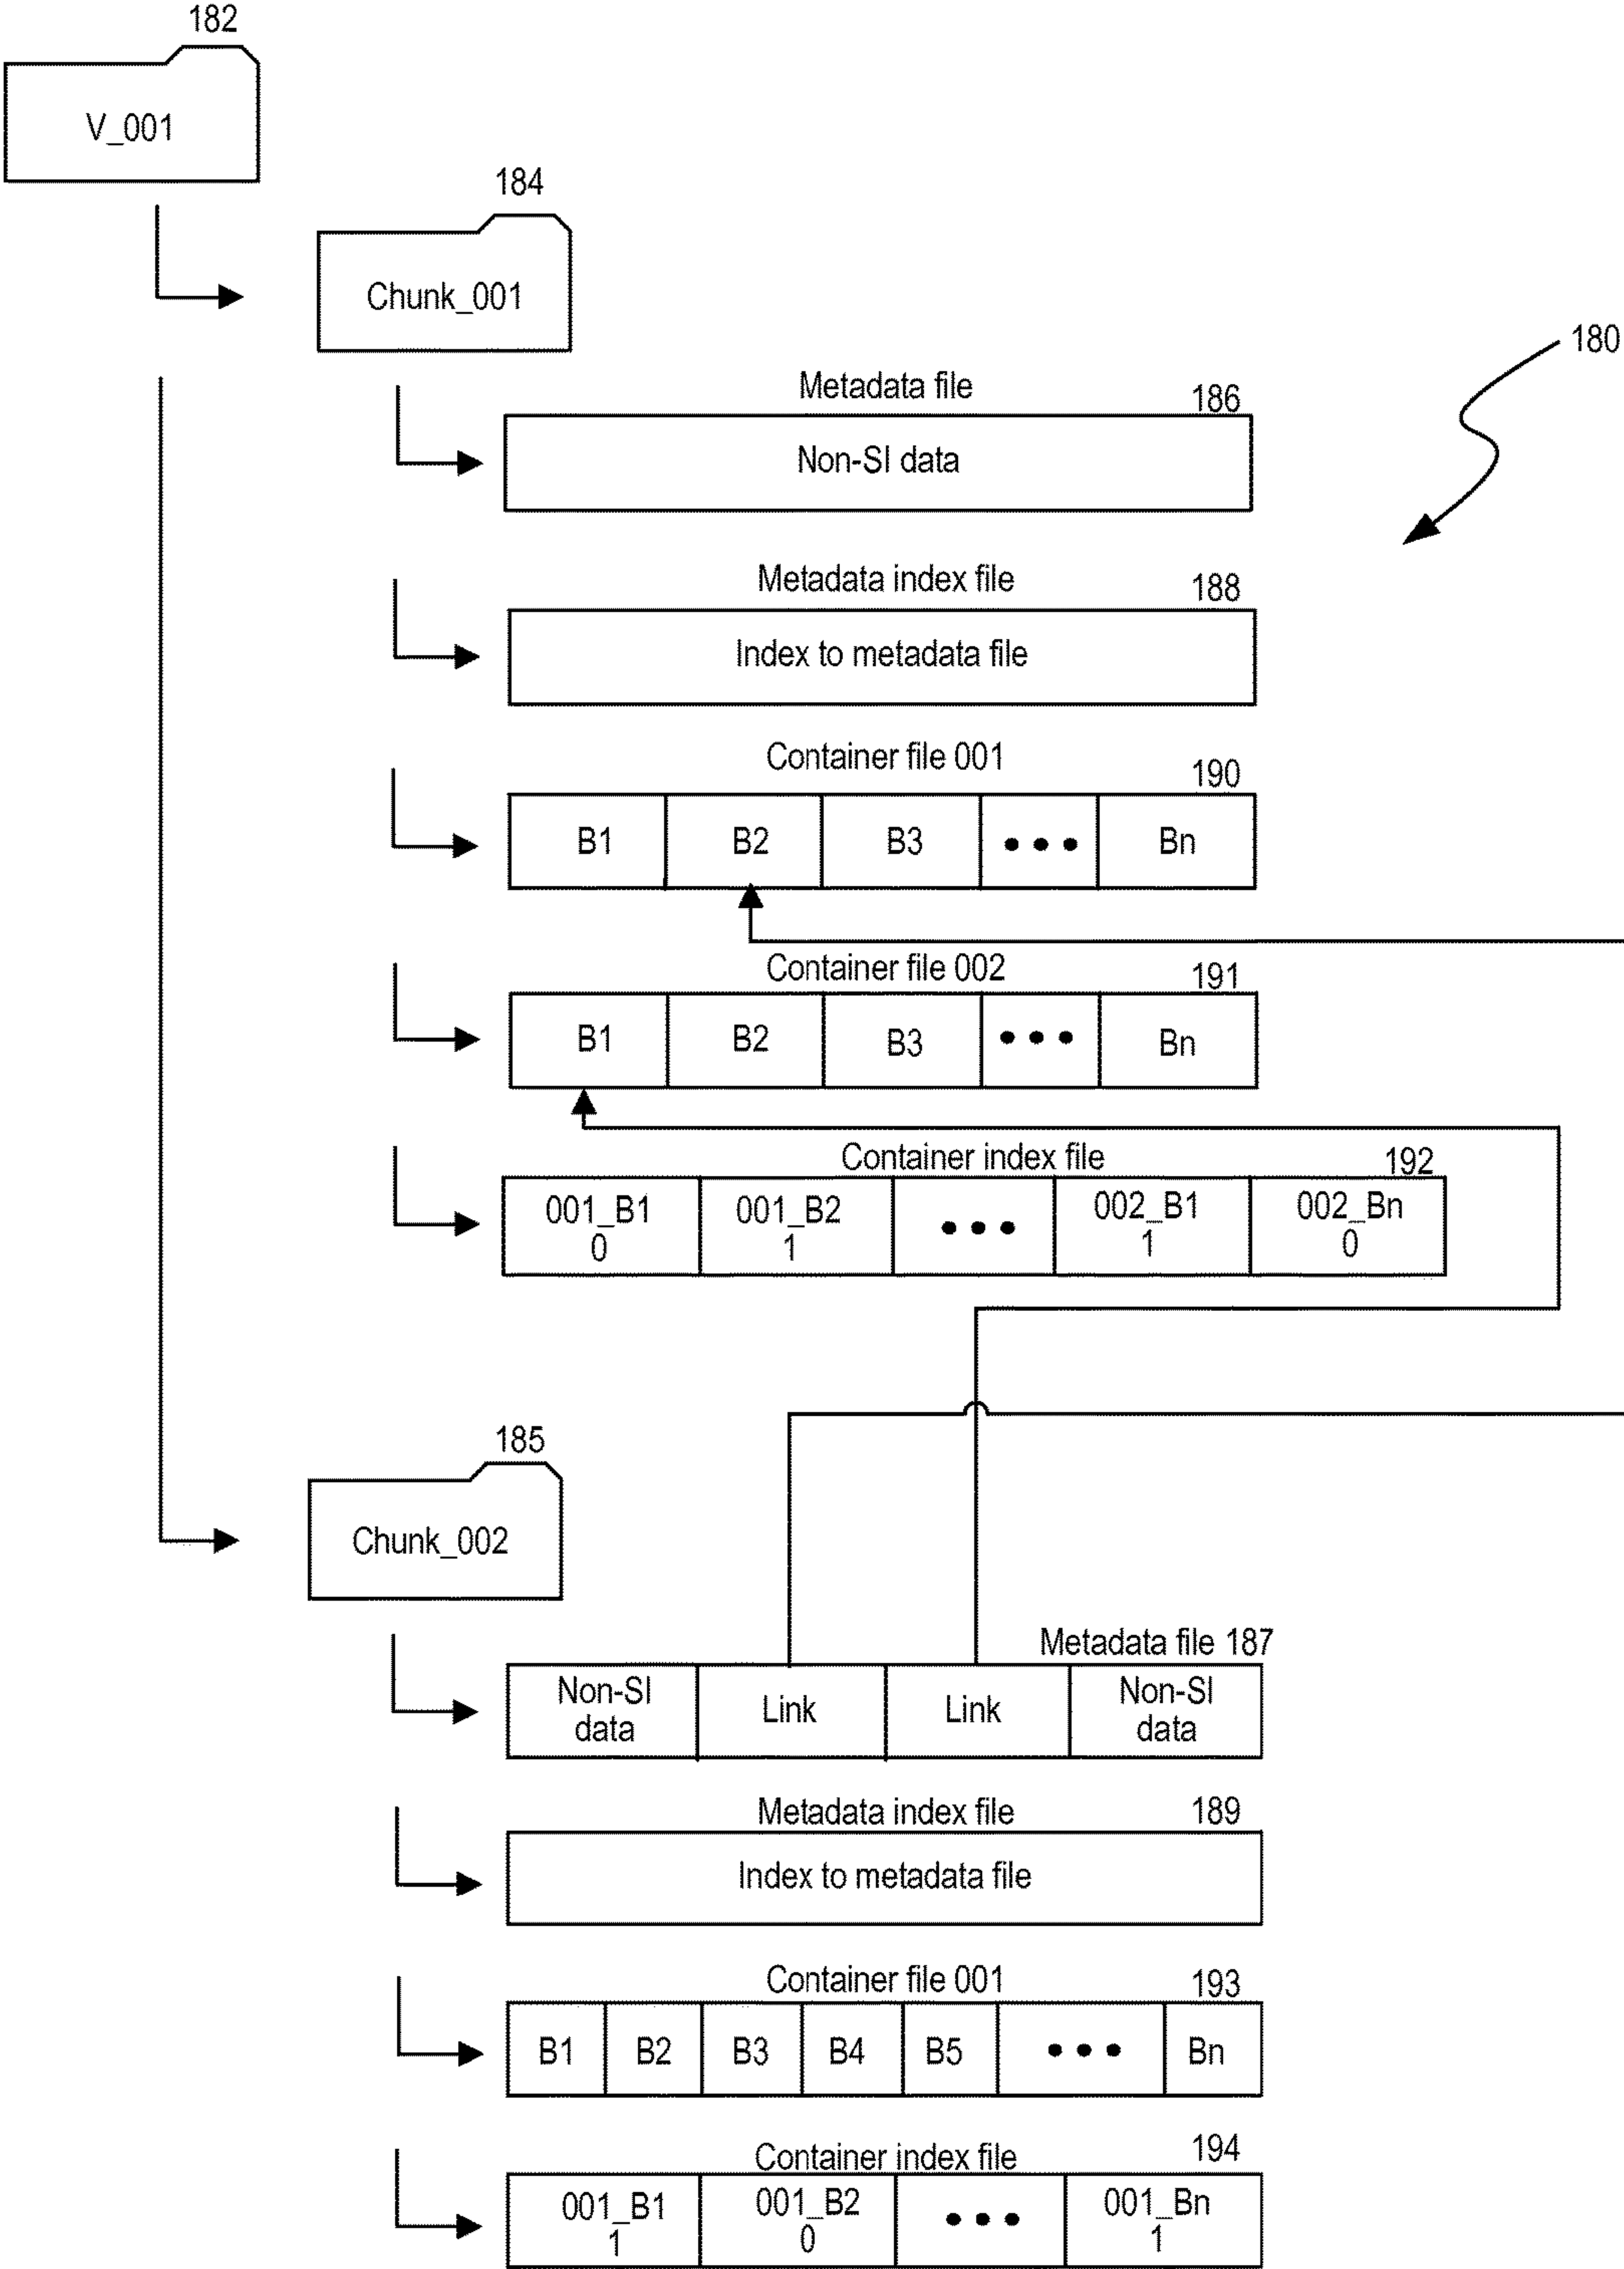 182
V_001
184
Chunk_001
180
Metadata file
186
Non-SI data
Metadata index file
188
Index to metadata file
Container file 001
190
B1 B2 B3 ••• Bn
Container file 002
191
B1 B2 B3 ••• Bn
Container index file
192
001_B1 001_B2 ••• 002_B1 002_Bn
0 1 1 0
185
Chunk_002
Metadata file 187
Non-SI Link Link Non-SI
data data
Metadata index file
189
Index to metadata file
Container file 001
193
B1 B2 B3 B4 B5 ••• Bn
Container index file
194
001_B1 001_B2 ••• 001_Bn
1 0 1